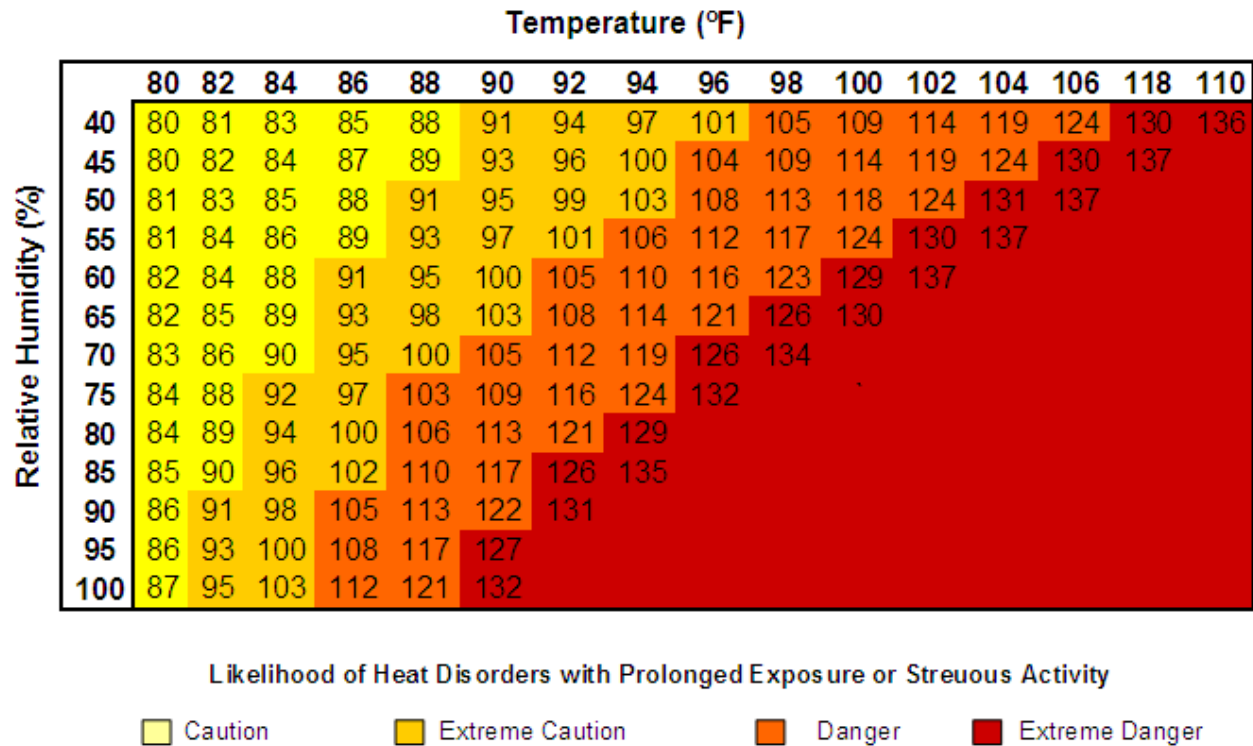 Temperature (ºF)
80 82 84 86 88 90 92 94 96 98 100 102 104 106 118 110
Relative Humidity (%)
40 80 81 83 85 88 91 94 97 101 105 109 114 119 124 130 136
45 80 82 84 87 89 93 96 100 104 109 114 119 124 130 137
50 81 83 85 88 91 95 99 103 108 113 118 124 131 137
55 81 84 86 89 93 97 101 106 112 117 124 130 137
60 82 84 88 91 95 100 105 110 116 123 129 137
65 82 85 89 93 98 103 108 114 121 126 130
70 83 86 90 95 100 105 112 119 126 134
75 84 88 92 97 103 109 116 124 132
80 84 89 94 100 106 113 121 129
85 85 90 96 102 110 117 126 135
90 86 91 98 105 113 122 131
95 86 93 100 108 117 127
100 87 95 103 112 121 132
Likelihood of Heat Disorders with Prolonged Exposure or Streuous Activity
Caution Extreme Caution Danger Extreme Danger